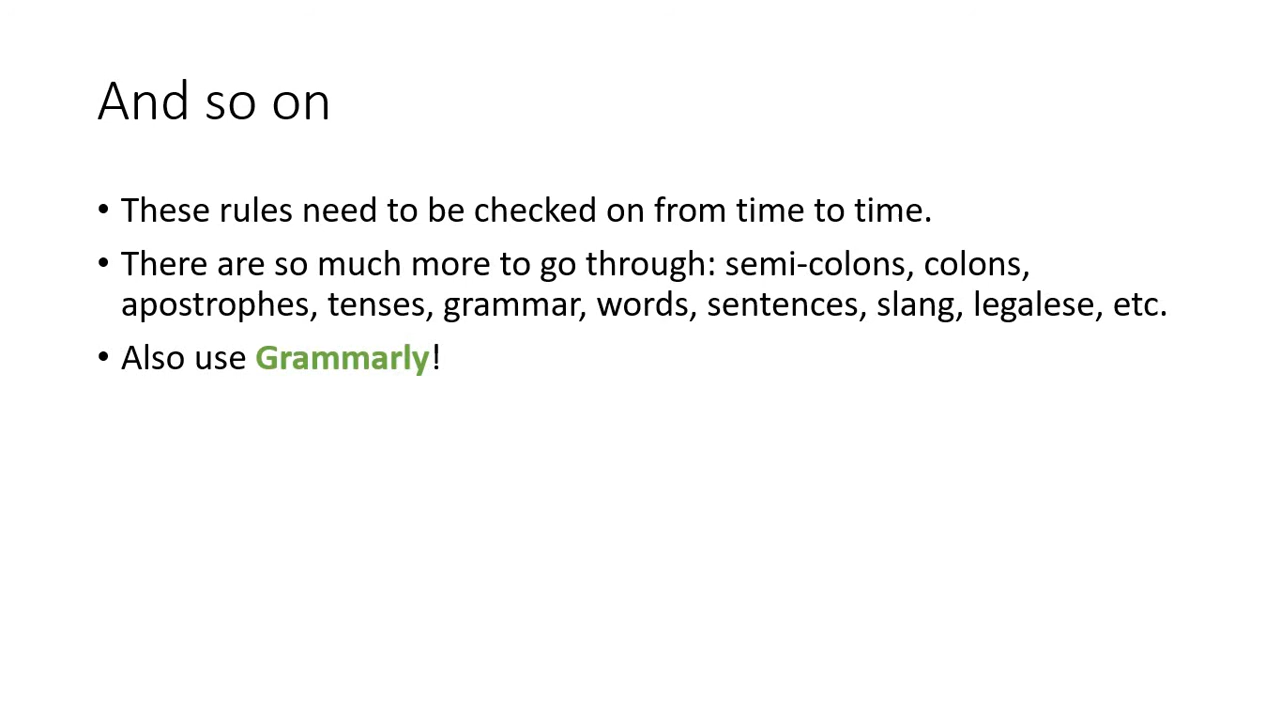 And so on
• These rules need to be checked on from time to time.
• There are so much more to go through: semi-colons, colons,
apostrophes, tenses, grammar, words, sentences, slang, legalese, etc.
• Also use Grammarly!